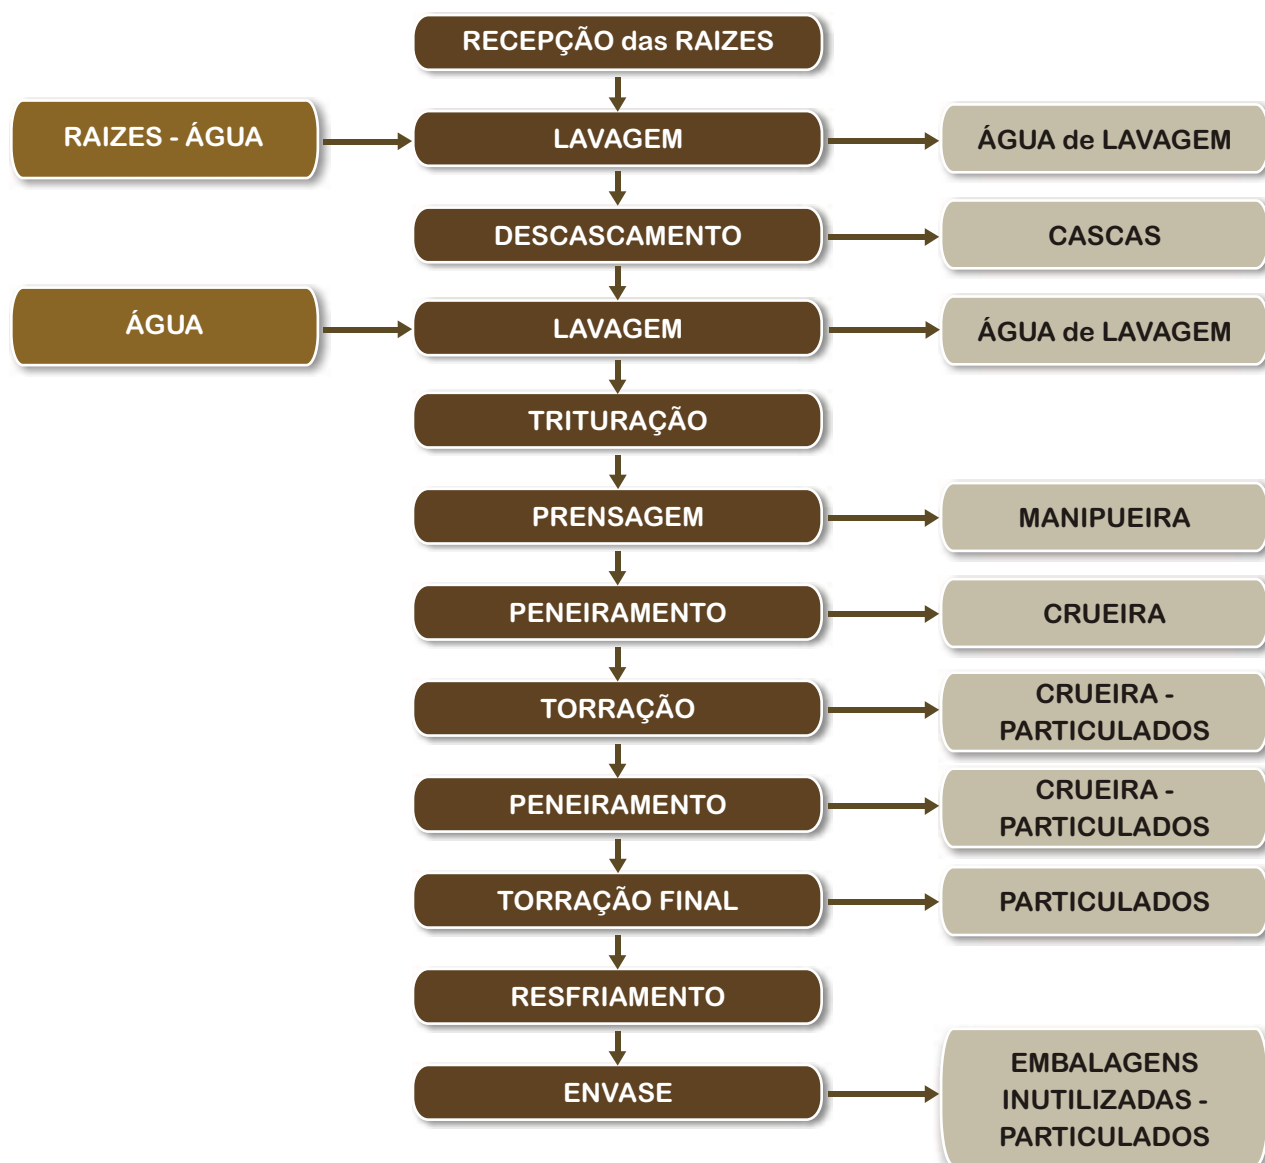 RECEPÇÃO das RAIZES
RAIZES - ÁGUA
LAVAGEM
ÁGUA de LAVAGEM
DESCASCAMENTO
CASCAS
ÁGUA
LAVAGEM
ÁGUA de LAVAGEM
TRITURAÇÃO
PRENSAGEM
MANIPUEIRA
PENEIRAMENTO
CRUEIRA
TORRAÇÃO
CRUEIRA -
PARTICULADOS
PENEIRAMENTO
CRUEIRA -
PARTICULADOS
TORRAÇÃO FINAL
PARTICULADOS
RESFRIAMENTO
ENVASE
EMBALAGENS
INUTILIZADAS -
PARTICULADOS